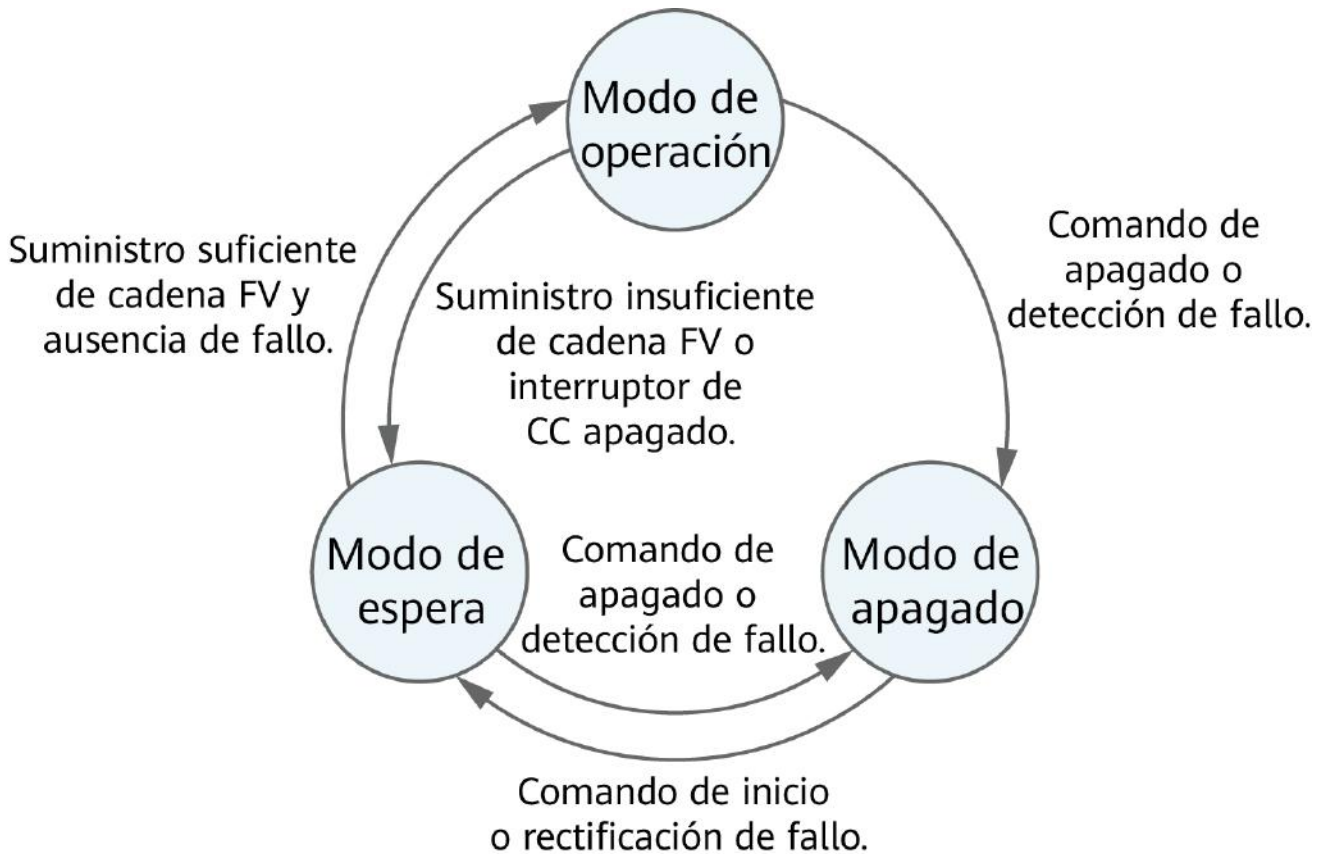 Modo de
operación
Suministro suficiente
de cadena FV y
ausencia de fallo.
Suministro insuficiente
de cadena FV o
interruptor de
CC apagado.
Comando de
apagado o
detección de fallo.
Modo de
espera
Comando de
apagado o
detección de fallo.
Modo de
apagado
Comando de inicio
o rectificación de fallo.